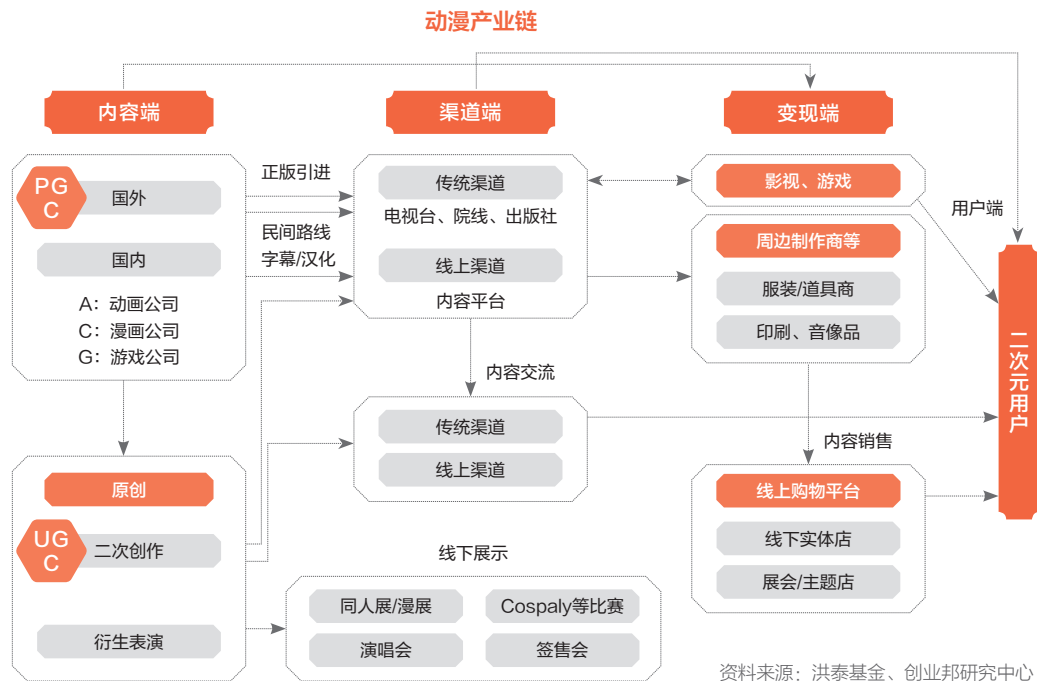 动漫产业链
内容端
渠道端
变现端
PG
C
国外
国内
A：动画公司
C：漫画公司
G：游戏公司
正版引进
民间路线
字幕/汉化
传统渠道
电视台、院线、出版社
线上渠道
内容平台
影视、游戏
周边制作商等
服装/道具商
印刷、音像品
用户端
二次元用户
内容交流
传统渠道
线上渠道
内容销售
线上购物平台
线下实体店
展会/主题店
原创
UG
C
二次创作
衍生表演
线下展示
同人展/漫展
Cospaly等比赛
演唱会
签售会
资料来源：洪泰基金、创业邦研究中心